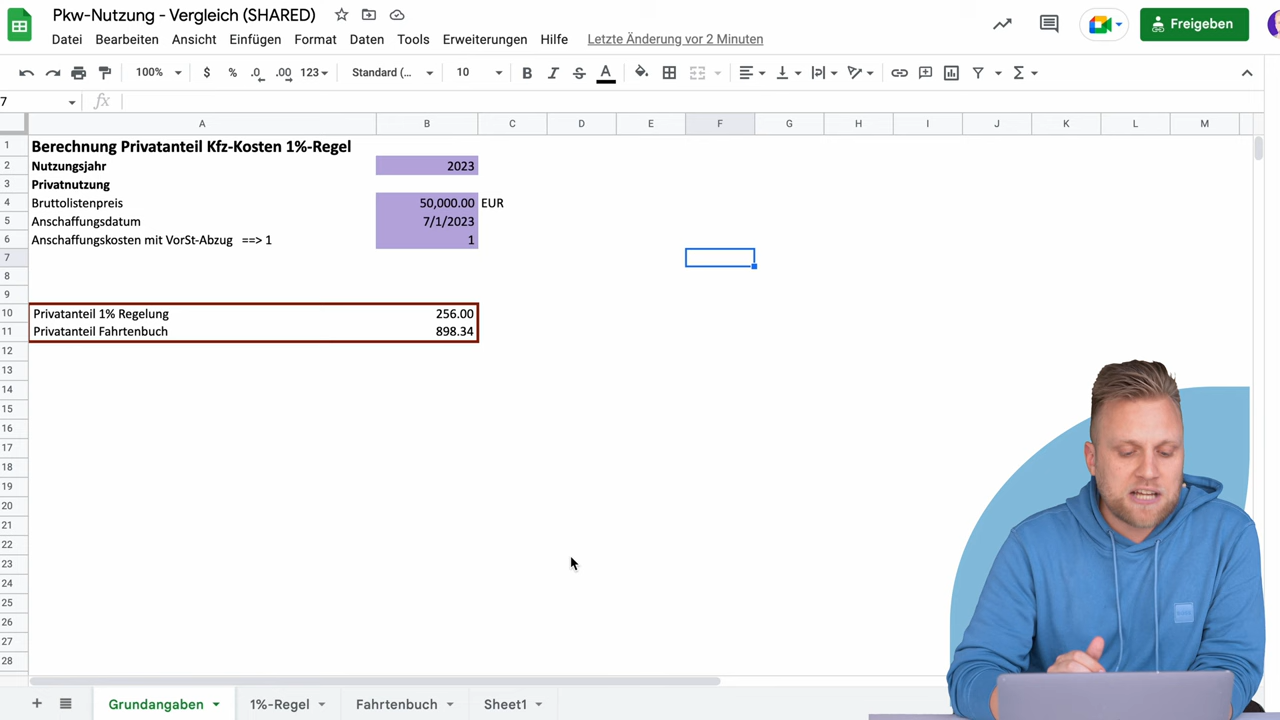 Pkw-Nutzung - Vergleich (SHARED)
Datei Bearbeiten Ansicht Einfügen Format Daten Erweiterungen Hilfe Letzte Änderung vor 2 Minuten
Freigeben
100% $ % .0 .00 123 Standard (... 10 B I S A
7 fx
A B C D E F G H I J K L M
1 Berechnung Privatanteil Kfz-Kosten 1%-Regel
2 Nutzungsjahr 2023
3 Privatnutzung
4 Bruttolistenpreis 50,000.00 EUR
5 Anschaffungsdatum 7/1/2023
6 Anschaffungskosten mit VorSt-Abzug ==> 1 1
7
8
9
10 Privatanteil 1% Regelung 256.00
11 Privatanteil Fahrtenbuch 898.34
12
13
14
15
16
17
18
19
20
21
22
23
24
25
26
27
28
Grundangaben 1%-Regel Fahrtenbuch Sheet1